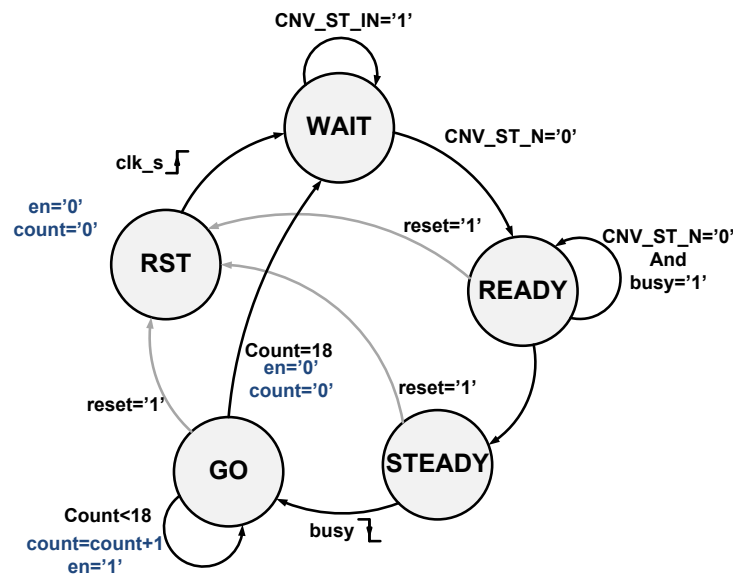 CNV_ST_IN='1'
WAIT
CNV_ST_N='0'
clk_s
en='0'
count='0'
RST
reset='1'
CNV_ST_N='0'
And
busy='1'
READY
Count=18
en='0'
count='0'
reset='1'
reset='1'
GO
STEADY
Count<18
count=count+1
en='1'
busy